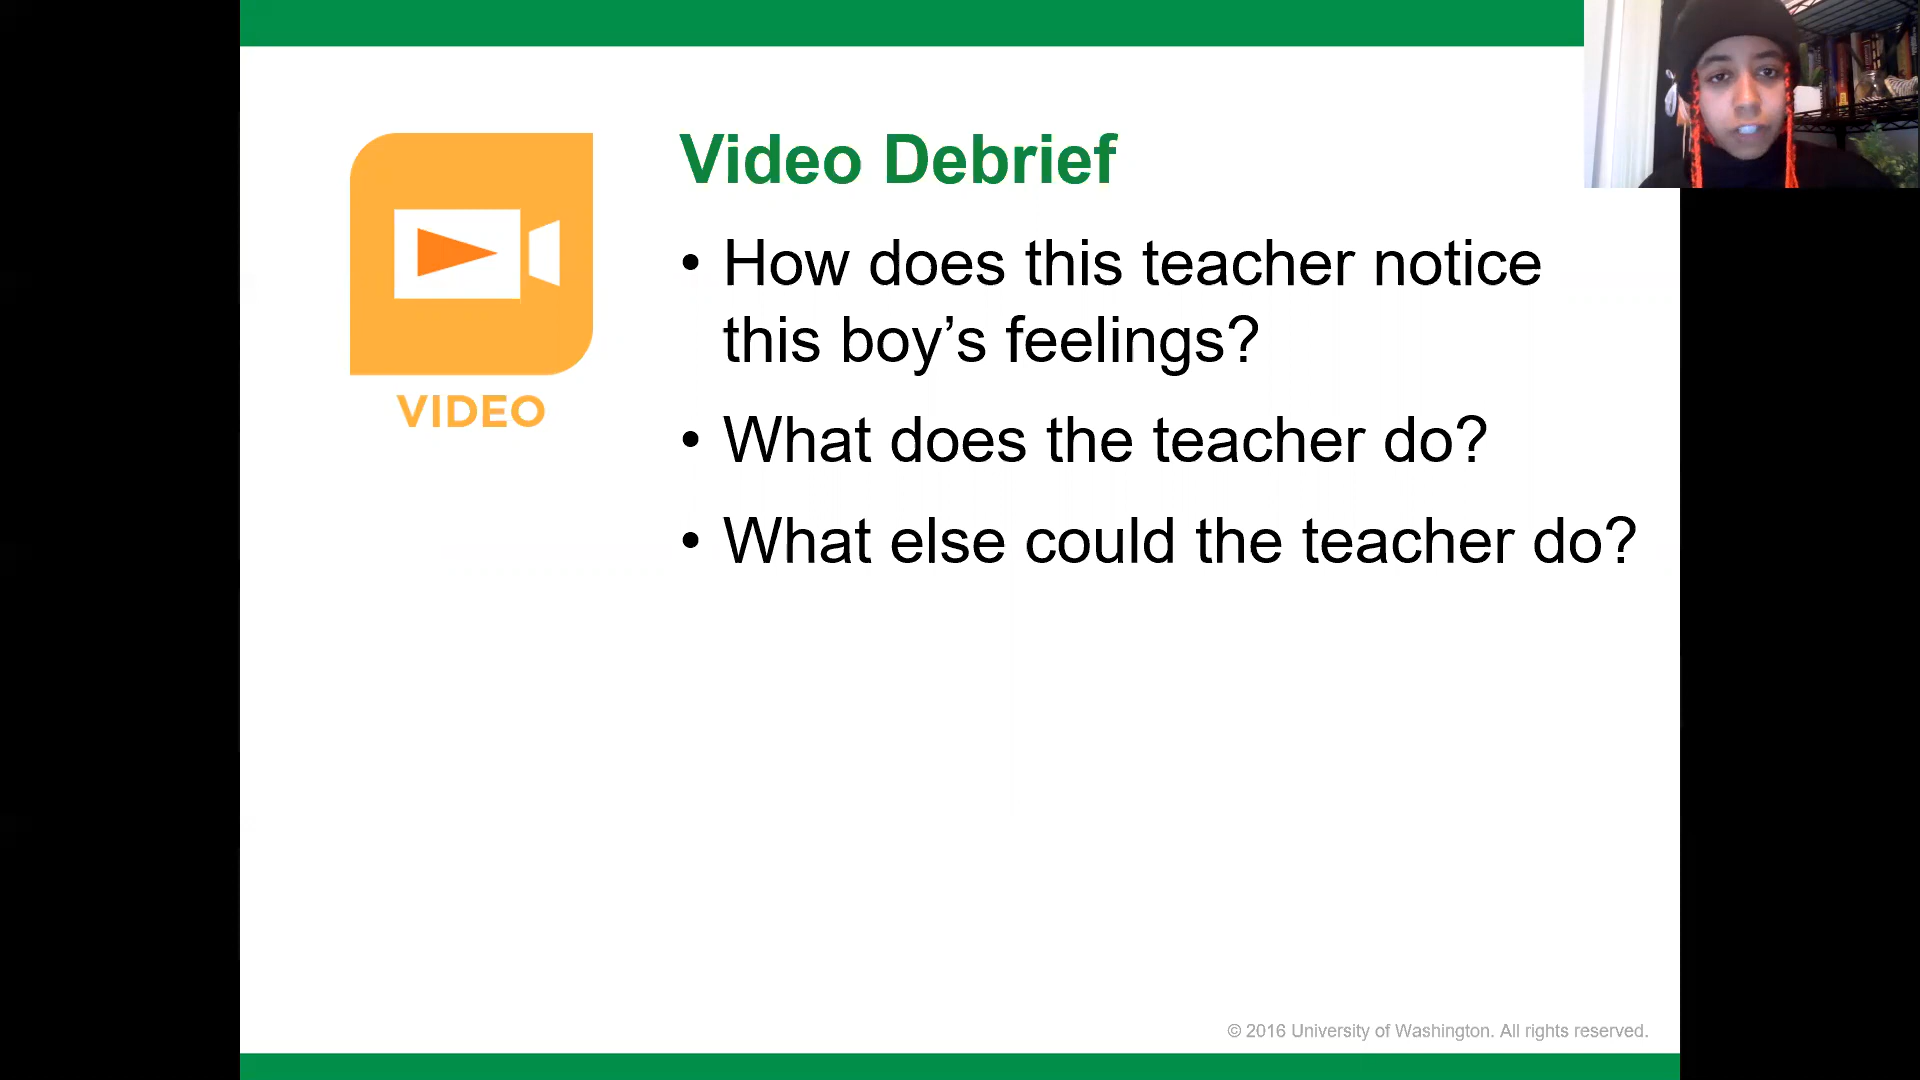 Video Debrief
• How does this teacher notice
this boy’s feelings?
• What does the teacher do?
• What else could the teacher do?
VIDEO
© 2016 University of Washington. All rights reserved.